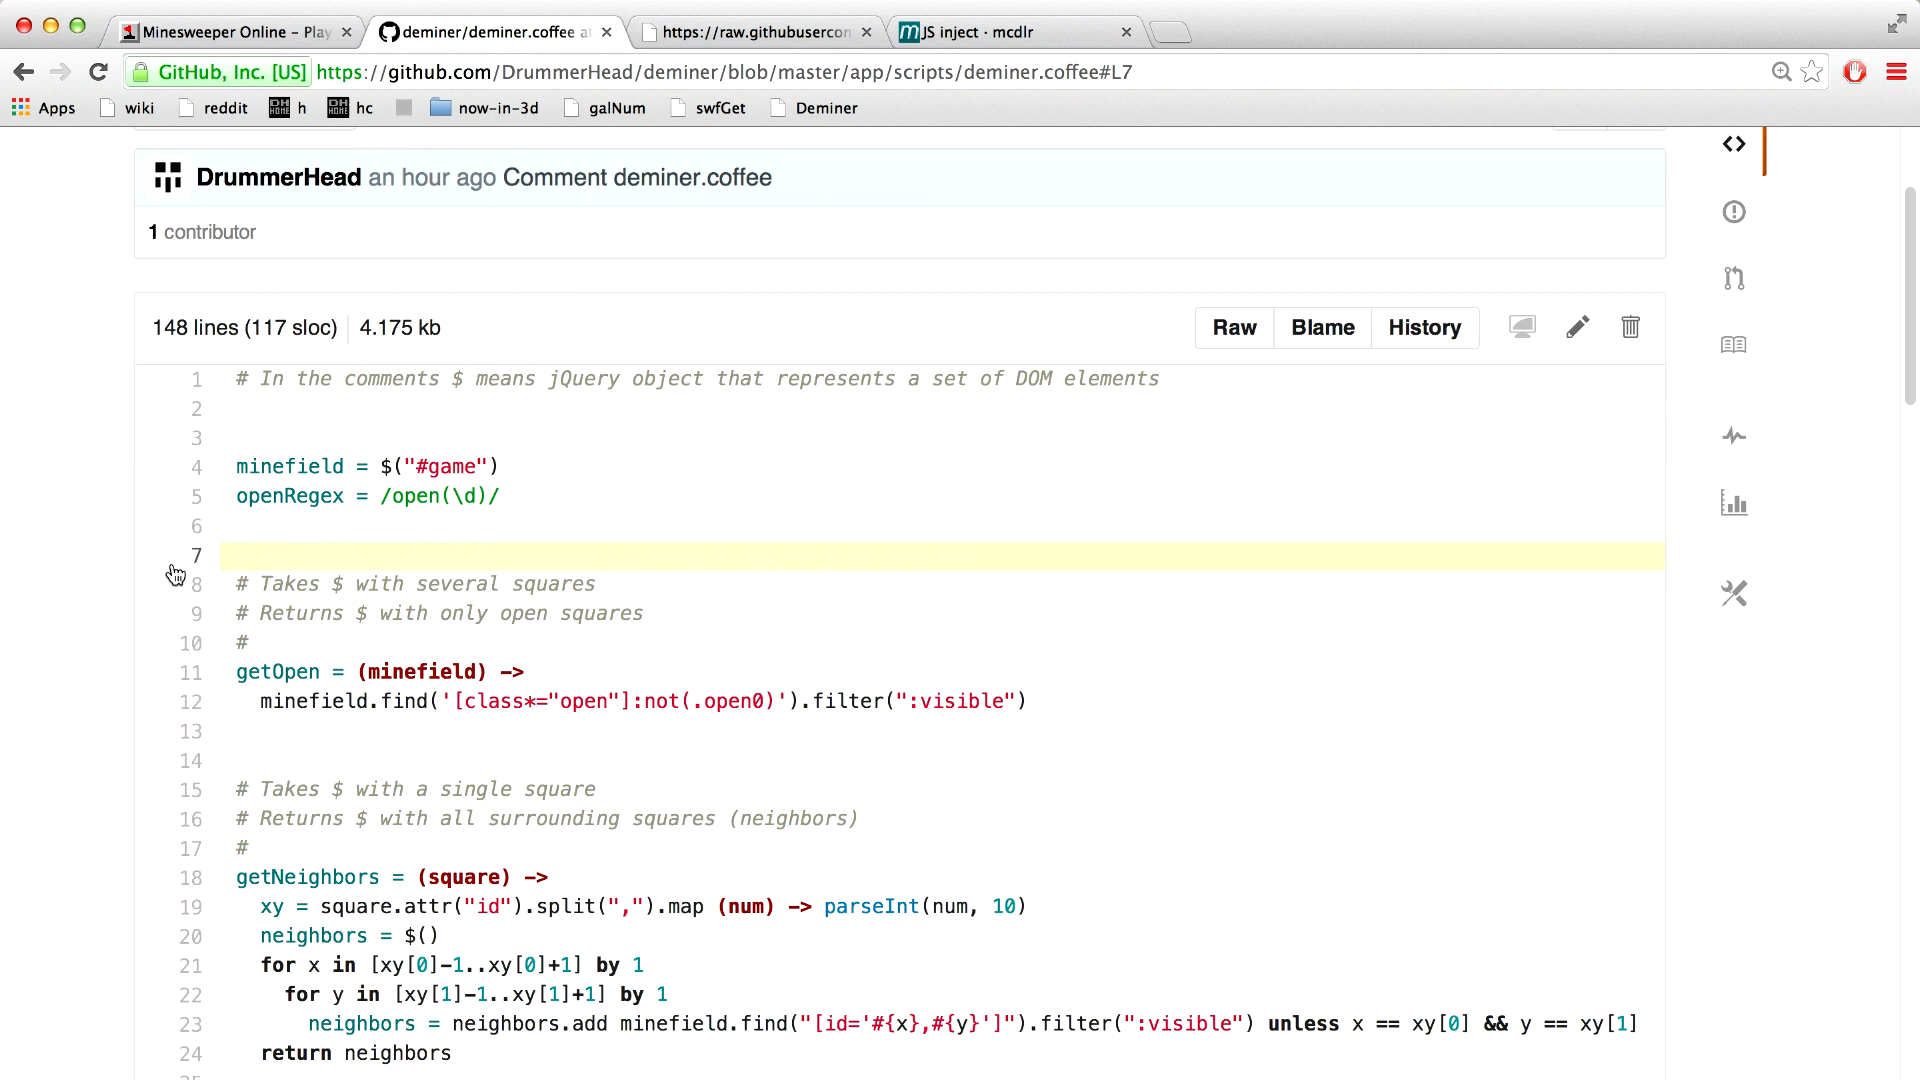 Minesweeper Online – Play
deminer/deminer.coffee at
https://raw.githubusercon
JS inject · mcdlr
GitHub, Inc. [US] https://github.com/DrummerHead/deminer/blob/master/app/scripts/deminer.coffee#L7
Apps wiki reddit DH HOME h DH HOME hc now-in-3d galNum swfGet Deminer
DrummerHead an hour ago Comment deminer.coffee
1 contributor
148 lines (117 sloc) 4.175 kb Raw Blame History
1 # In the comments $ means jQuery object that represents a set of DOM elements
2
3
4 minefield = $("#game")
5 openRegex = /open(\d)/
6
7
8 # Takes $ with several squares
9 # Returns $ with only open squares
10 #
11 getOpen = (minefield) ->
12 minefield.find('[class*="open"]:not(.open0)').filter(":visible")
13
14
15 # Takes $ with a single square
16 # Returns $ with all surrounding squares (neighbors)
17 #
18 getNeighbors = (square) ->
19 xy = square.attr("id").split(",").map (num) -> parseInt(num, 10)
20 neighbors = $()
21 for x in [xy[0]-1..xy[0]+1] by 1
22 for y in [xy[1]-1..xy[1]+1] by 1
23 neighbors = neighbors.add minefield.find("[id='#{x},#{y}']").filter(":visible") unless x == xy[0] && y == xy[1]
24 return neighbors